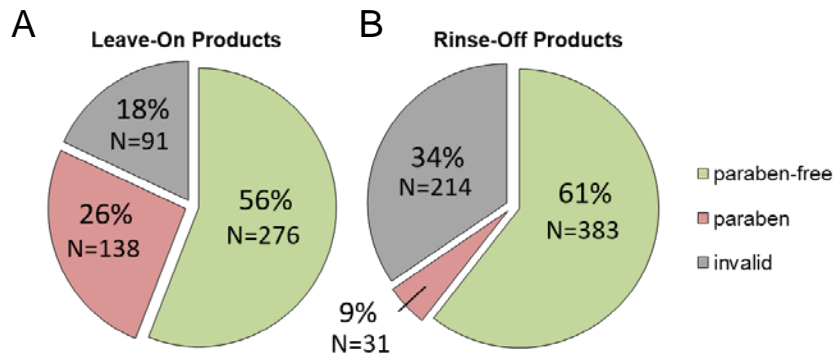 A
Leave-On Products
18%
N=91
26%
N=138
56%
N=276
B
Rinse-Off Products
34%
N=214
61%
N=383
9%
N=31
paraben-free
paraben
invalid